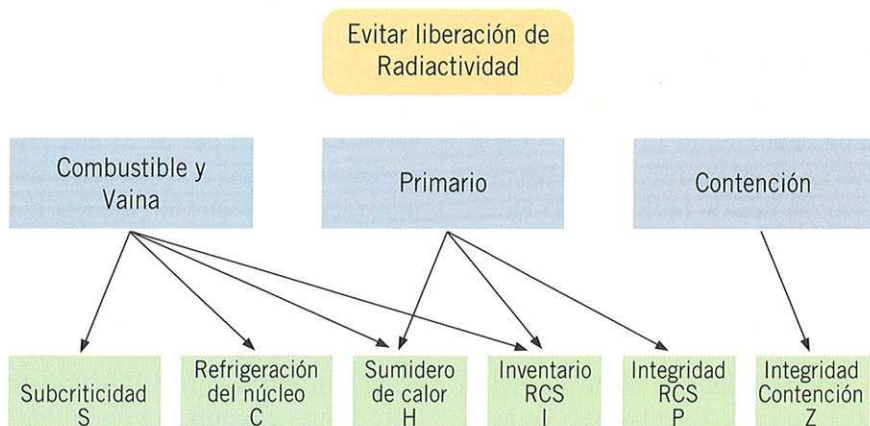 Evitar liberación de
Radiactividad
Combustible y
Vaina
Primario
Contención
Subcriticidad
S
Refrigeración
del núcleo
C
Sumidero
de calor
H
Inventario
RCS
I
Integridad
RCS
P
Integridad
Contención
Z